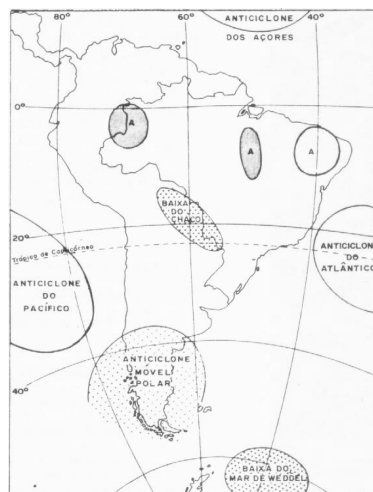 80°
60°
ANTICICLONE
DOS AÇORES
40°
0°
A
A
A
BAIXA
DO
CHACO
20°
Trópico de Capricórnio
ANTICICLONE
DO
PACÍFICO
ANTICICLONE
DO
ATLÂNTICO
ANTICICLONE
MÓVEL
POLAR
40°
BAIXA DO
MAR DE WEDDEL